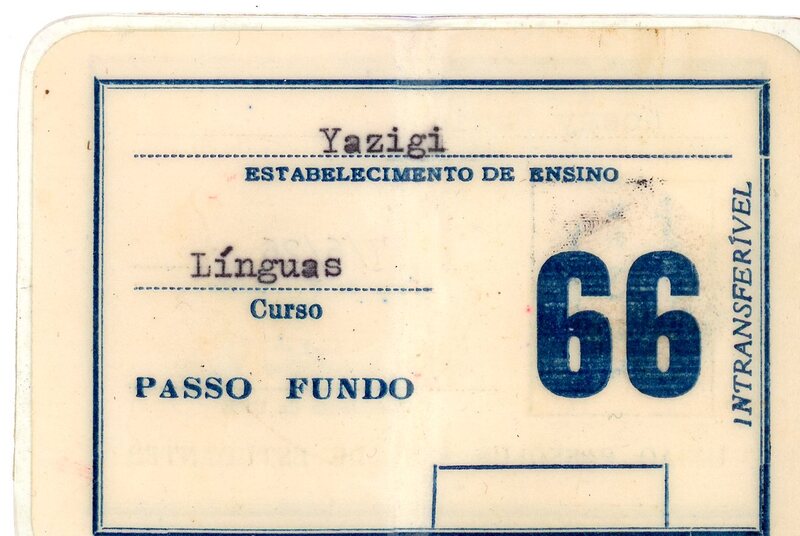 Yazigi
ESTABELECIMENTO DE ENSINO
Línguas
Curso
66
PASSO FUNDO
INTRANSFERÍVEL